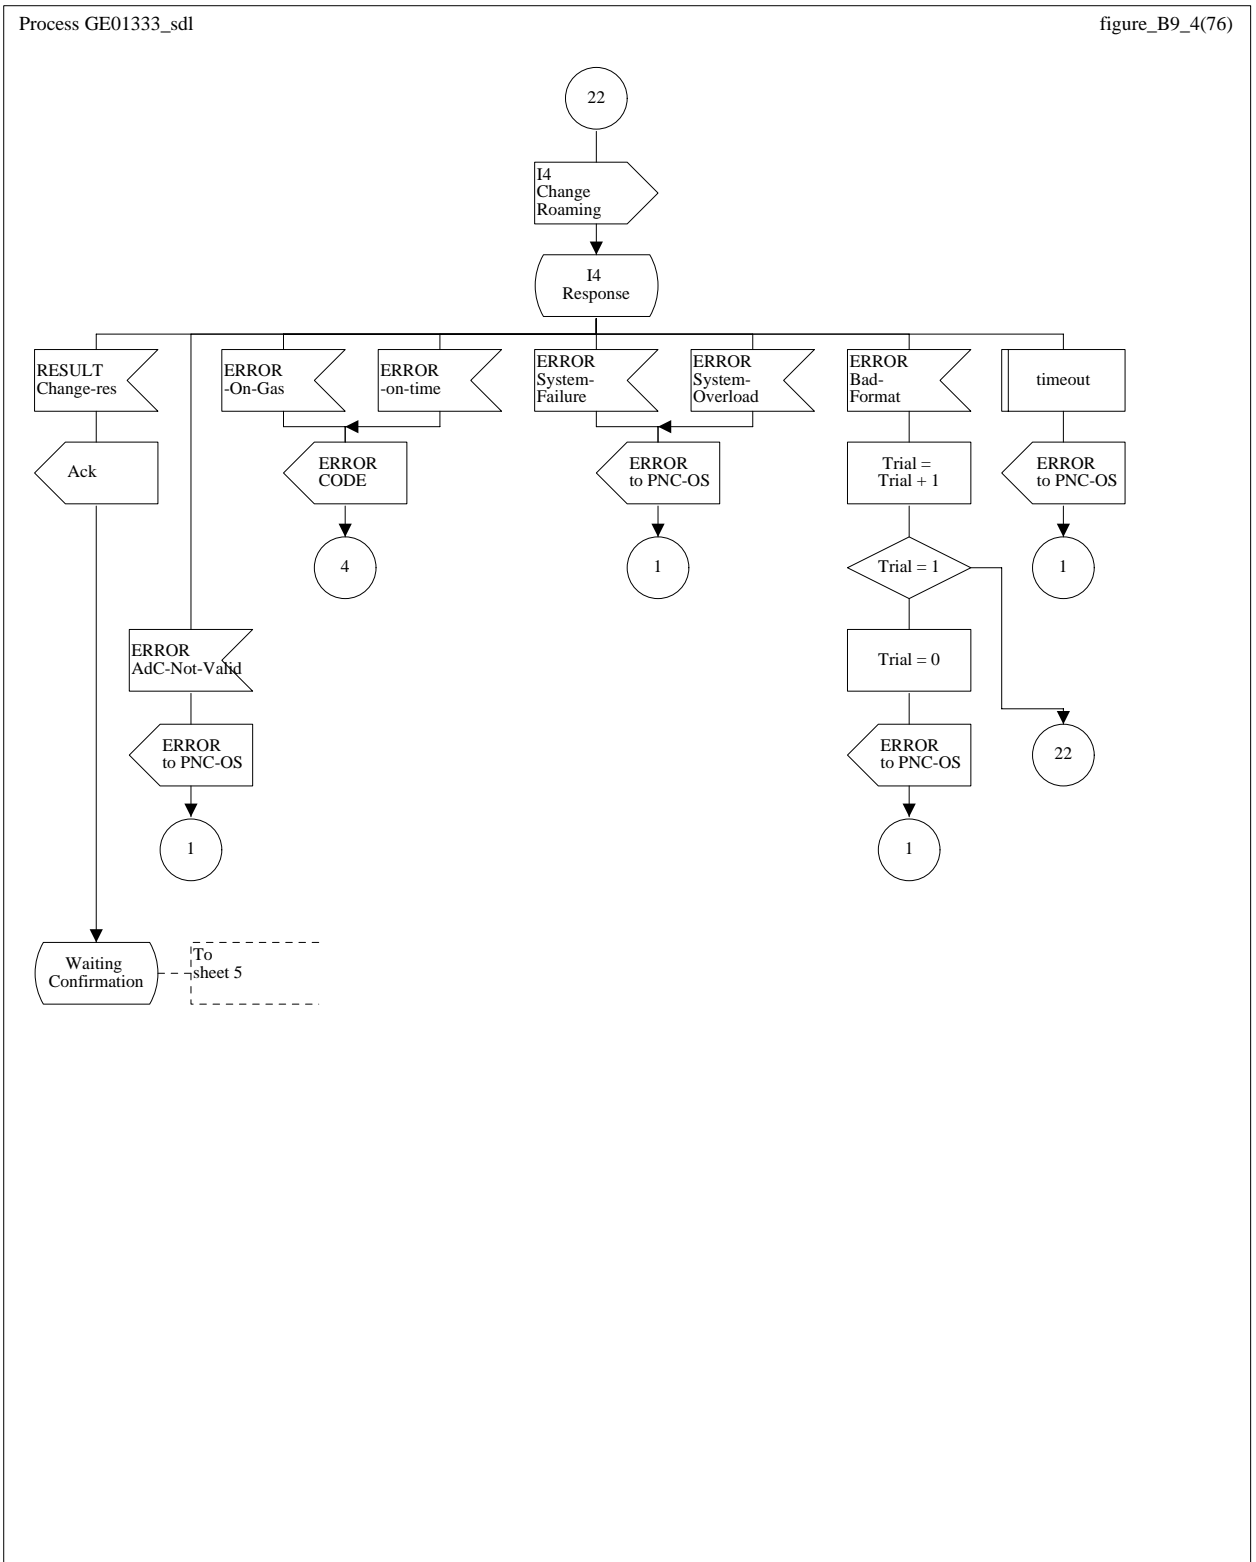 Process GE01333_sdl
figure_B9_4(76)
22
I4
Change
Roaming
I4
Response
RESULT
Change-res
ERROR
-On-Gas
ERROR
-on-time
ERROR
System-
Failure
ERROR
System-
Overload
ERROR
Bad-
Format
timeout
Ack
ERROR
CODE
ERROR
to PNC-OS
Trial =
Trial + 1
ERROR
to PNC-OS
4
1
Trial = 1
1
ERROR
AdC-Not-Valid
Trial = 0
ERROR
to PNC-OS
ERROR
to PNC-OS
22
1
1
Waiting
Confirmation
To
sheet 5